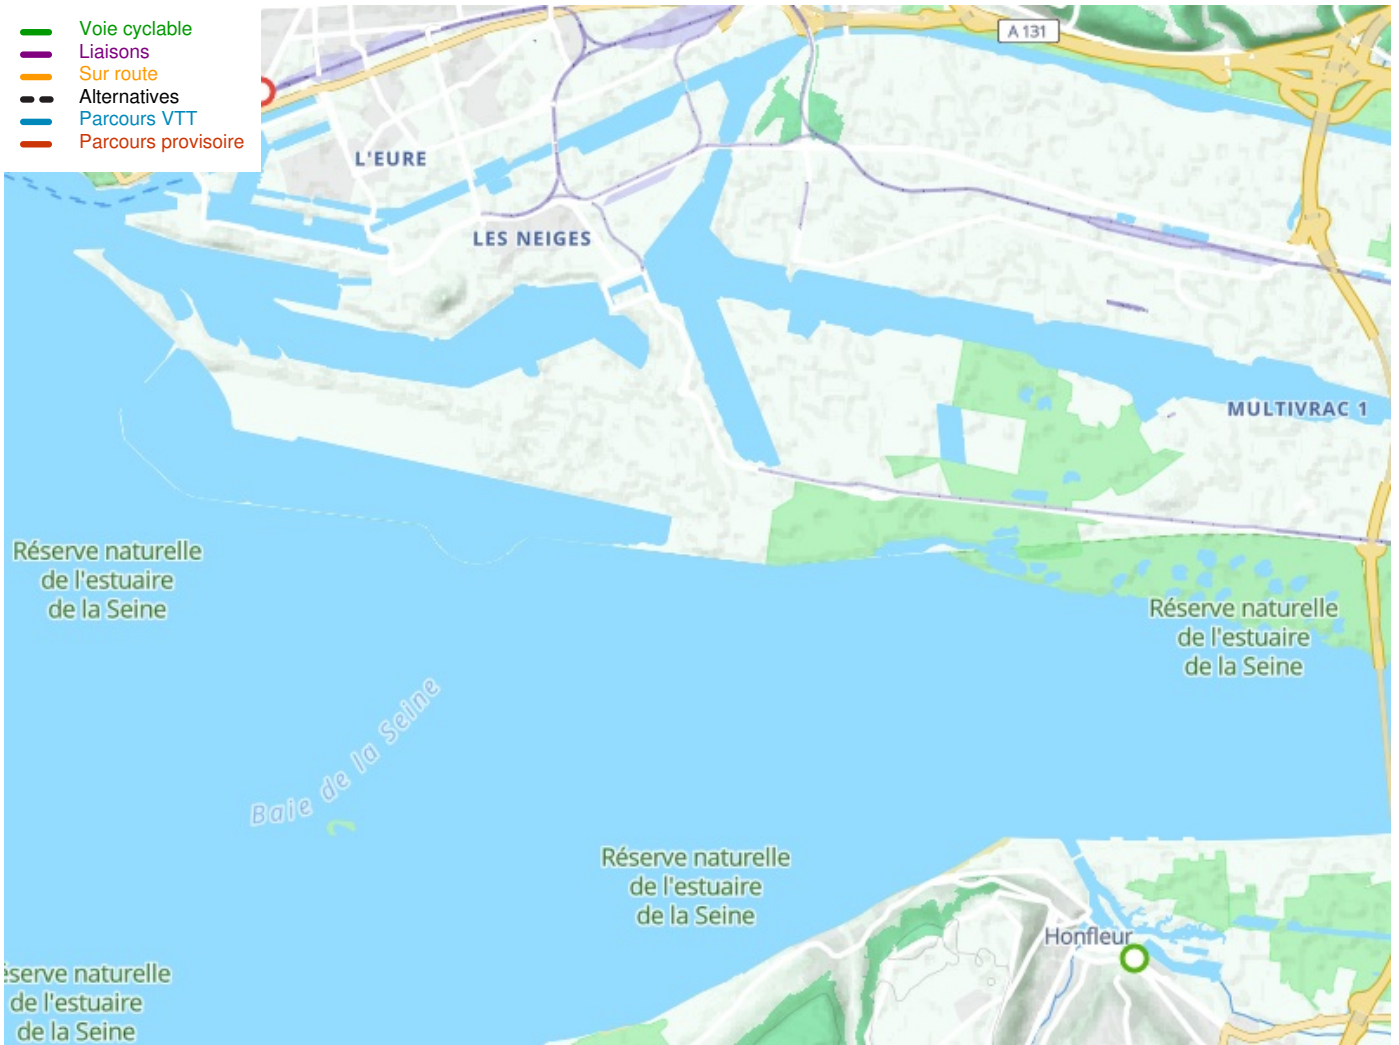 Voie cyclable
Liaisons
Sur route
Alternatives
Parcours VTT
Parcours provisoire
A 131
L'EURE
LES NEIGES
MULTIVRAC 1
Réserve naturelle
de l'estuaire
de la Seine
Réserve naturelle
de l'estuaire
de la Seine
Baie de la Seine
Réserve naturelle
de l'estuaire
de la Seine
Honfleur
éserve naturelle
de l'estuaire
de la Seine